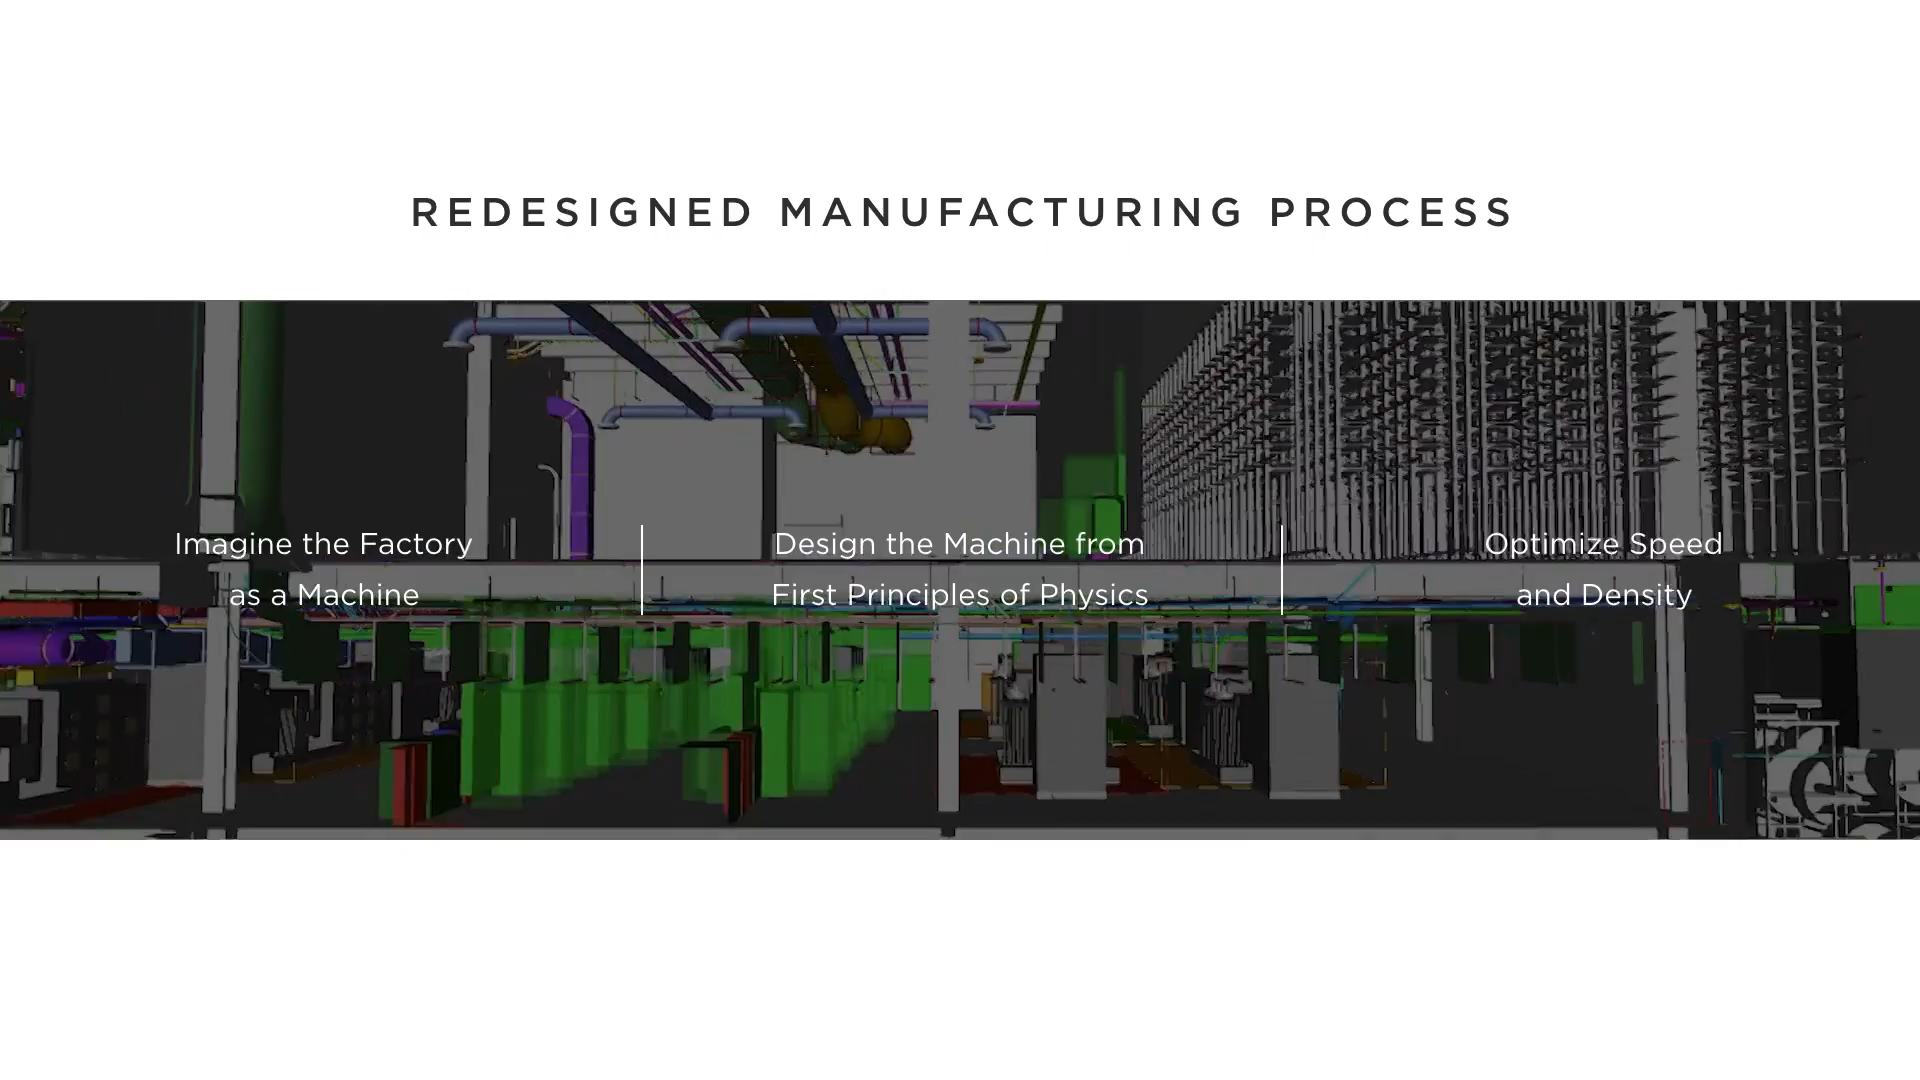 REDESIGNED MANUFACTURING PROCESS
Imagine the Factory
as a Machine
Design the Machine from
First Principles of Physics
Optimize Speed
and Density